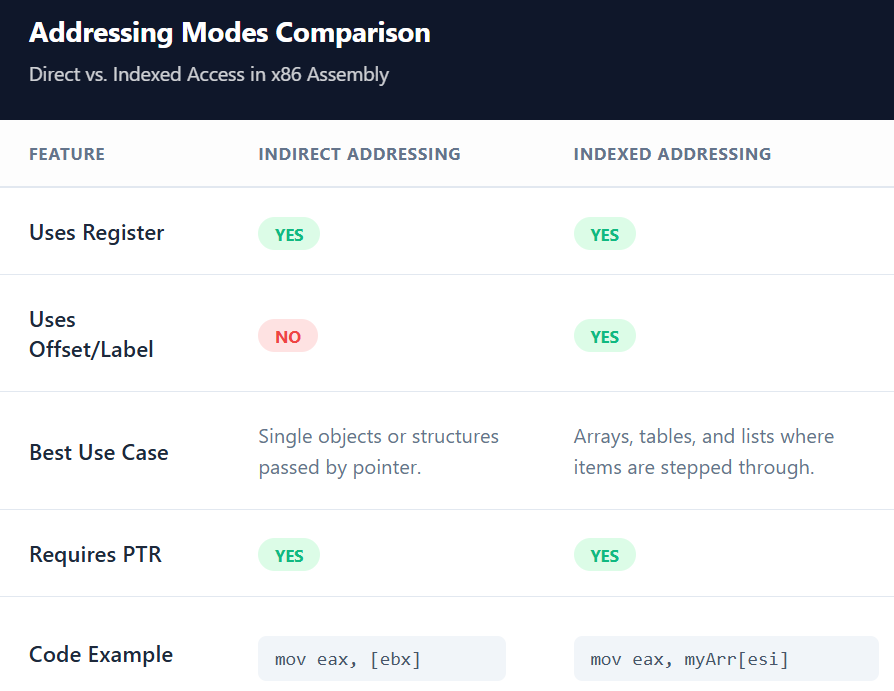 Addressing Modes Comparison
Direct vs. Indexed Access in x86 Assembly
FEATURE INDIRECT ADDRESSING INDEXED ADDRESSING
Uses Register YES YES
Uses
Offset/Label NO YES
Best Use Case Single objects or structures
passed by pointer. Arrays, tables, and lists where
items are stepped through.
Requires PTR YES YES
Code Example mov eax, [ebx] mov eax, myArr[esi]